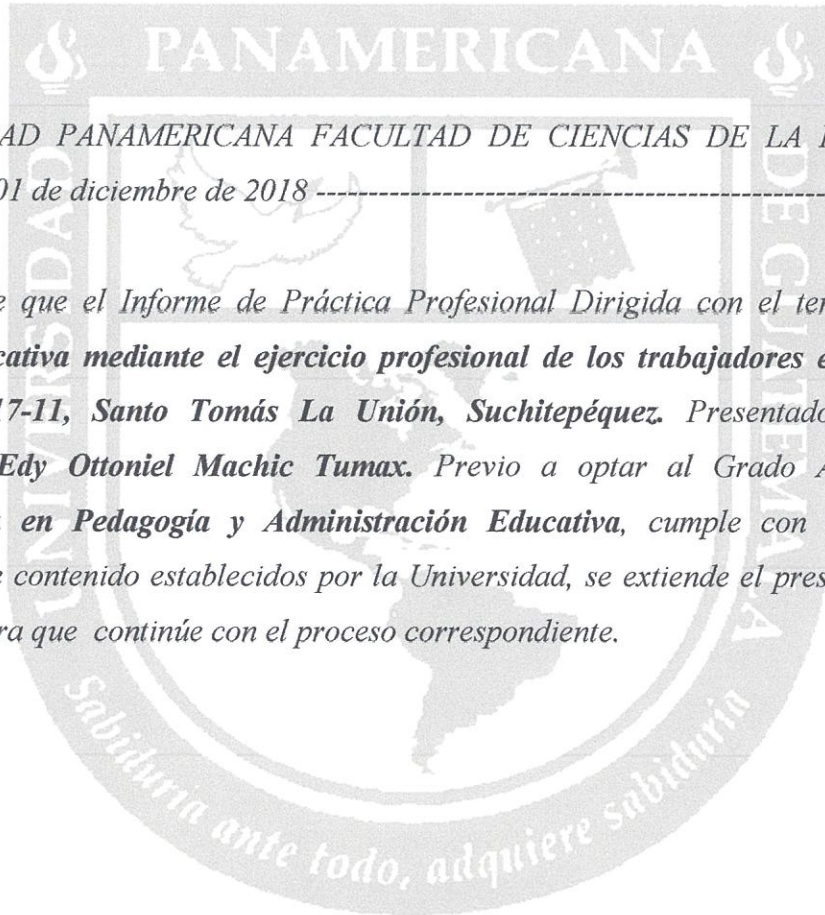 PANAMERICANA
UNIVERSIDAD
DE GUATEMALA
AD PANAMERICANA FACULTAD DE CIENCIAS DE LA
01 de diciembre de 2018 ------------------------------------------------
e que el Informe de Práctica Profesional Dirigida con el
cativa mediante el ejercicio profesional de los trabajadores
17-11, Santo Tomás La Unión, Suchitepéquez. Presentado
Edy Ottoniel Machic Tumax. Previo a optar al Grado A
en Pedagogía y Administración Educativa, cumple con
e contenido establecidos por la Universidad, se extiende el pres
ra que continúe con el proceso correspondiente.
Sabiduría ante todo, adquiere sabiduría